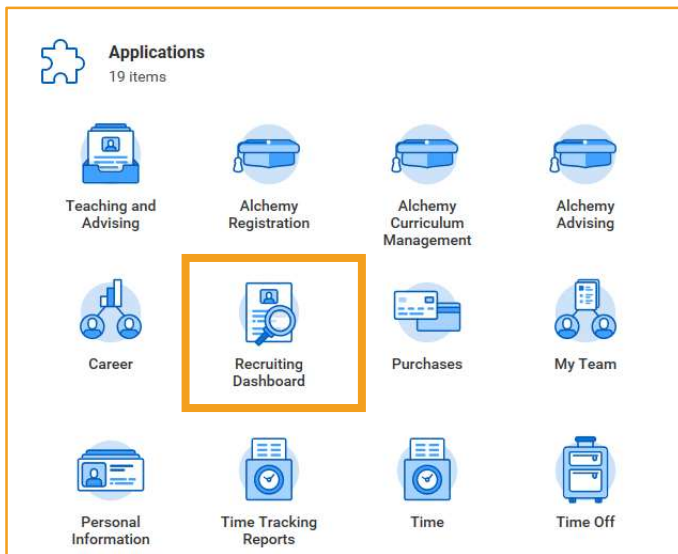 Applications
19 items
Teaching and
Advising
Alchemy
Registration
Alchemy
Curriculum
Management
Alchemy
Advising
Career
Recruiting
Dashboard
Purchases
My Team
Personal
Information
Time Tracking
Reports
Time
Time Off